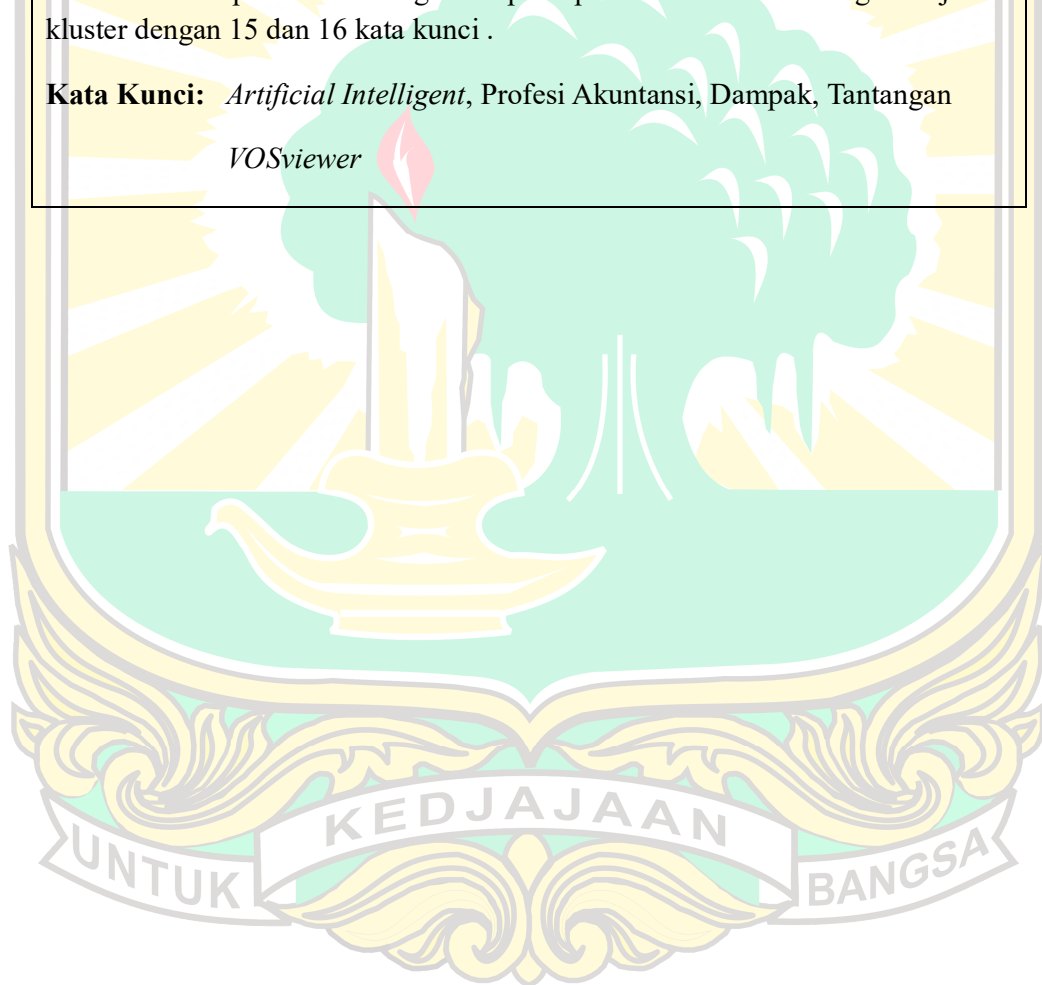 kluster dengan 15 dan 16 kata kunci .
Kata Kunci: Artificial Intelligent, Profesi Akuntansi, Dampak, Tantangan
VOSviewer
UNTUK KEDJAJAAN BANGSA